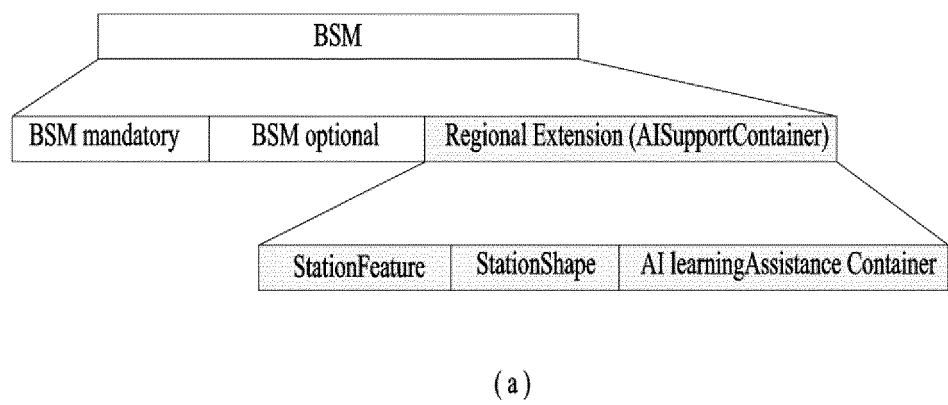 BSM
BSM mandatory BSM optional Regional Extension (AISupportContainer)
StationFeature StationShape AI learningAssistance Container
(a)